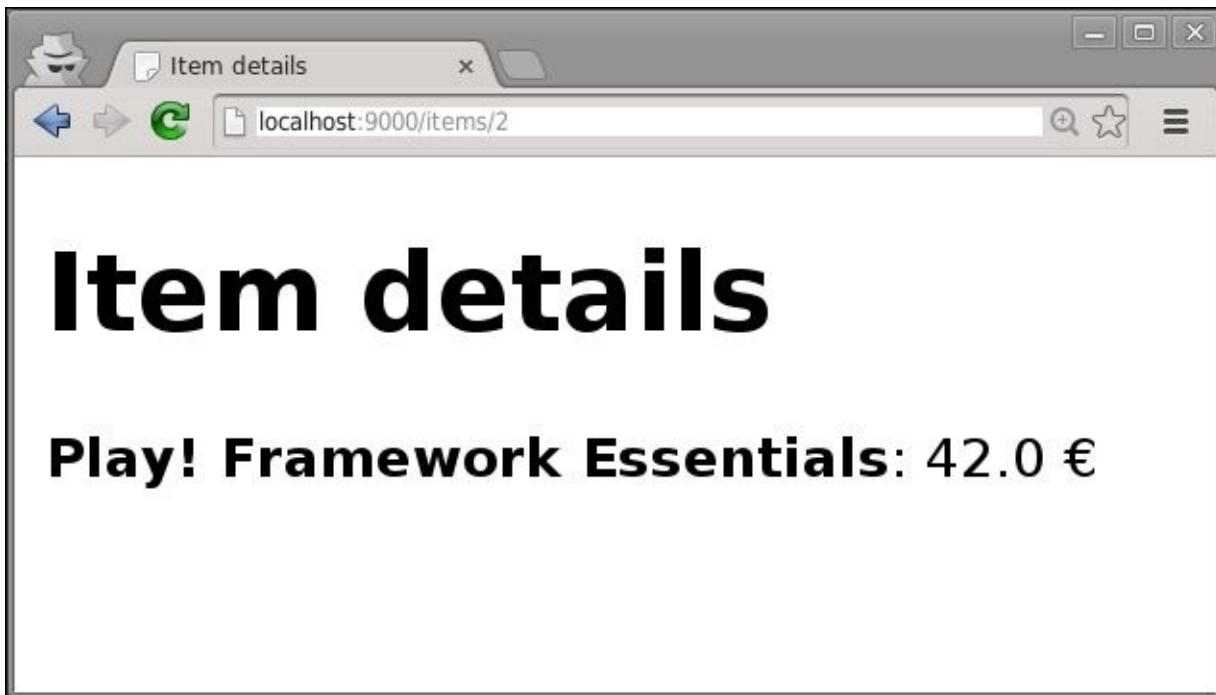 Item details
localhost:9000/items/2
Item details
Play! Framework Essentials: 42.0 €